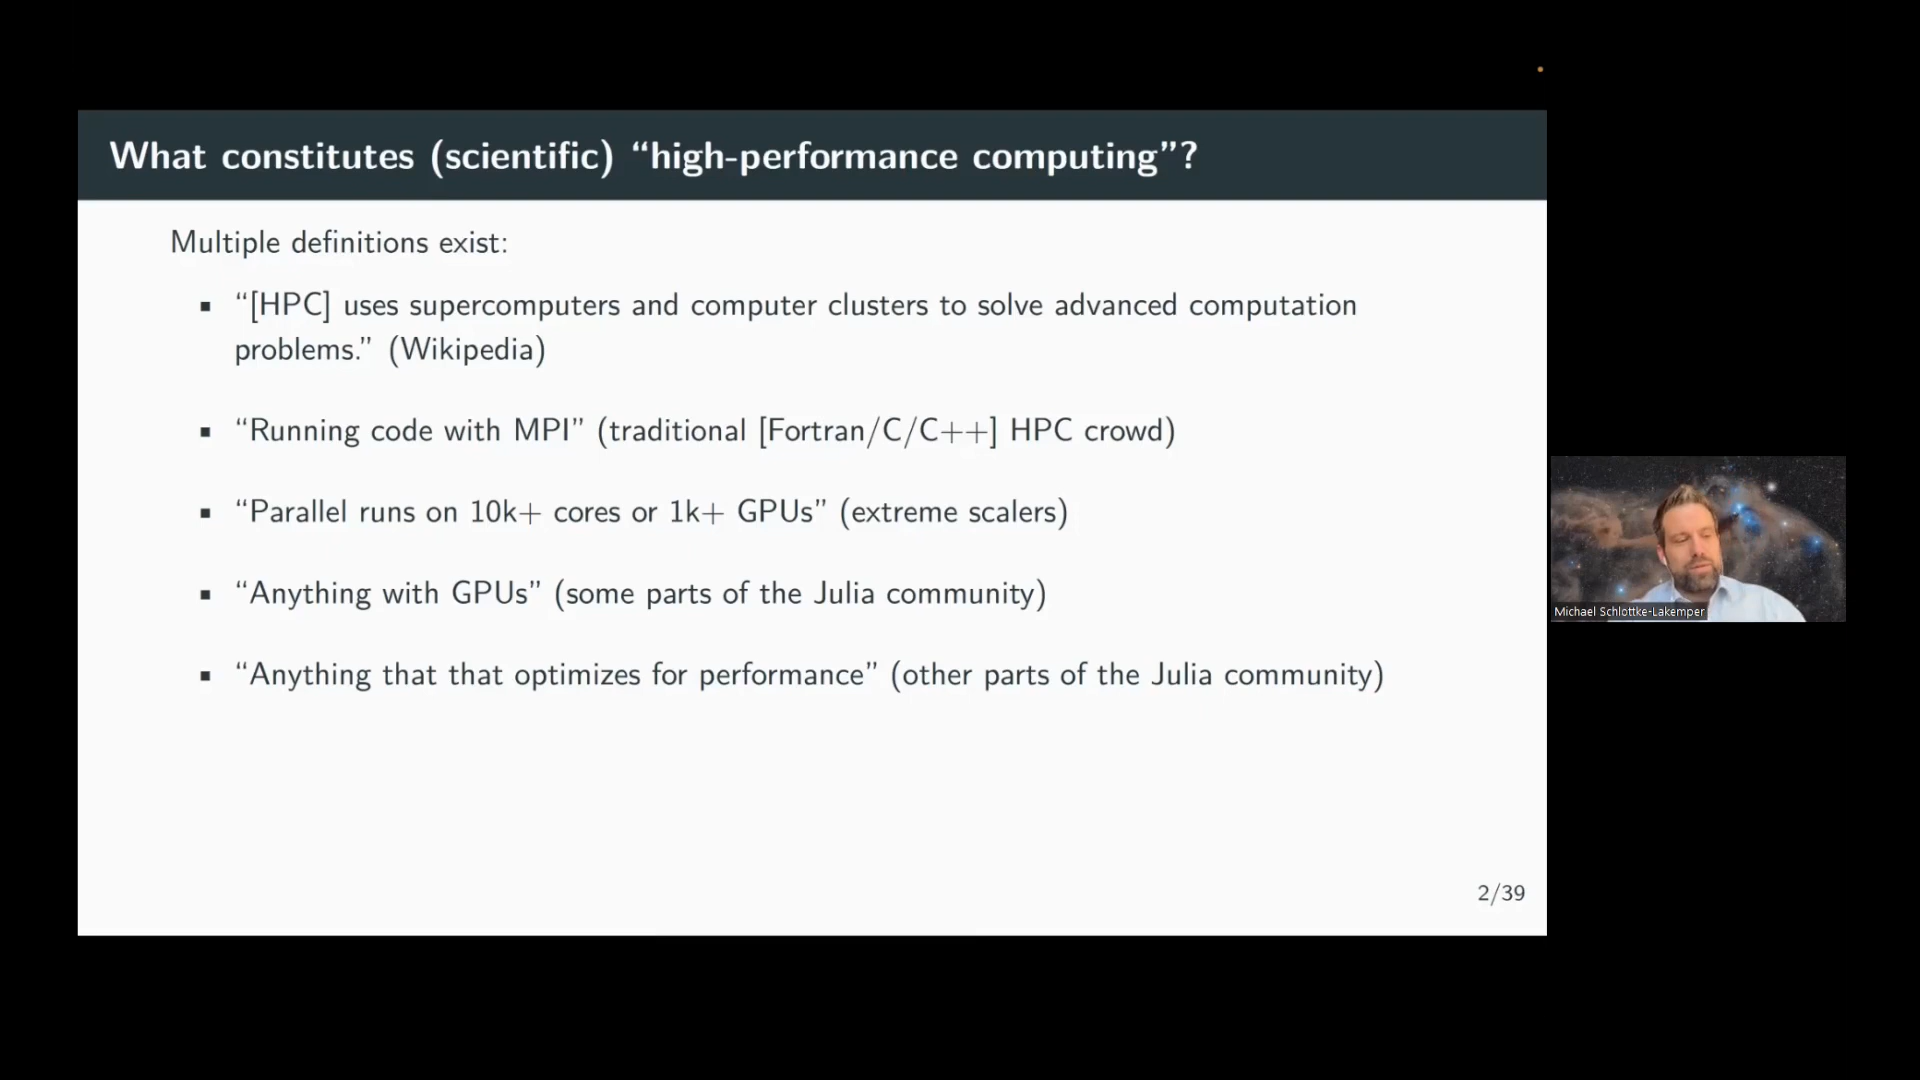 What constitutes (scientific) “high-performance computing”?
Multiple definitions exist:
▪ “[HPC] uses supercomputers and computer clusters to solve advanced computation
problems.” (Wikipedia)
▪ “Running code with MPI” (traditional [Fortran/C/C++] HPC crowd)
▪ “Parallel runs on 10k+ cores or 1k+ GPUs” (extreme scalers)
▪ “Anything with GPUs” (some parts of the Julia community)
▪ “Anything that that optimizes for performance” (other parts of the Julia community)
Michael Schlottke-Lakemper
2/39